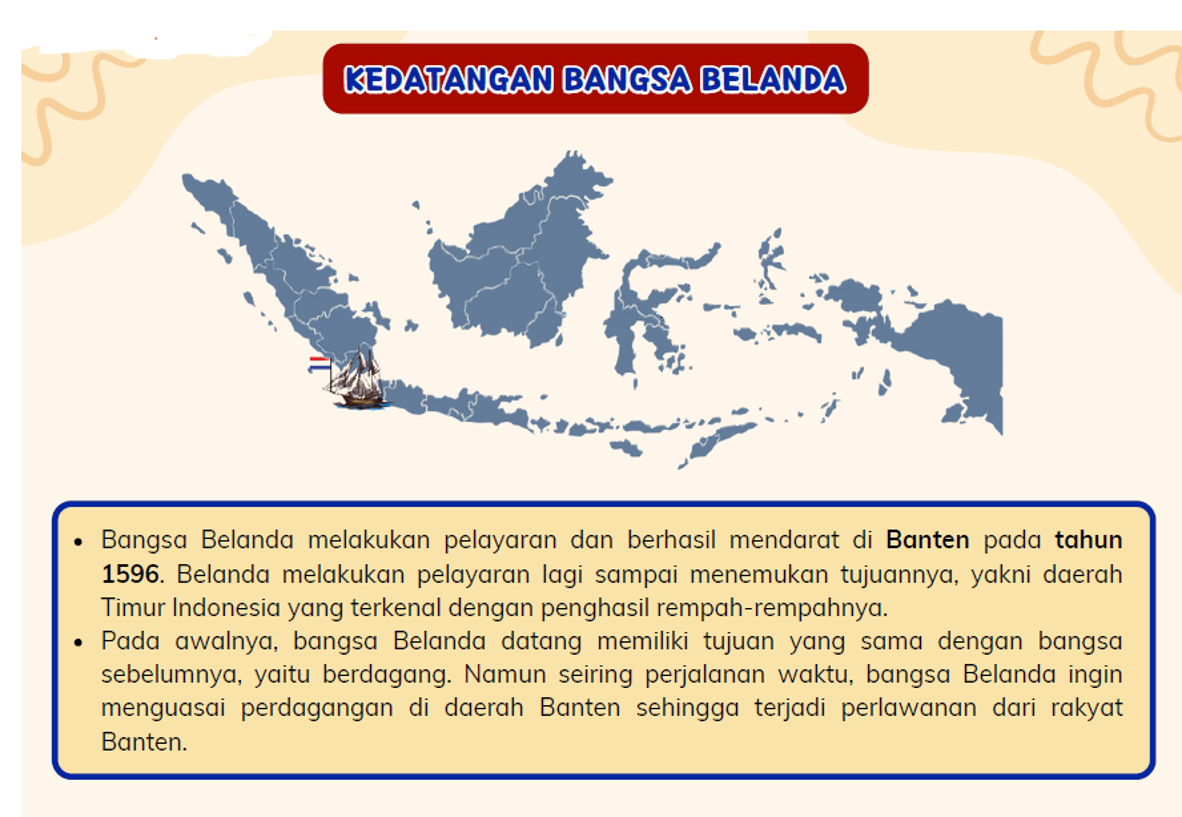 KEDATANGAN BANGSA BELANDA
• Bangsa Belanda melakukan pelayaran dan berhasil mendarat di Banten pada tahun
1596. Belanda melakukan pelayaran lagi sampai menemukan tujuannya, yakni daerah
Timur Indonesia yang terkenal dengan penghasil rempah-rempahnya.
• Pada awalnya, bangsa Belanda datang memiliki tujuan yang sama dengan bangsa
sebelumnya, yaitu berdagang. Namun seiring perjalanan waktu, bangsa Belanda ingin
menguasai perdagangan di daerah Banten sehingga terjadi perlawanan dari rakyat
Banten.